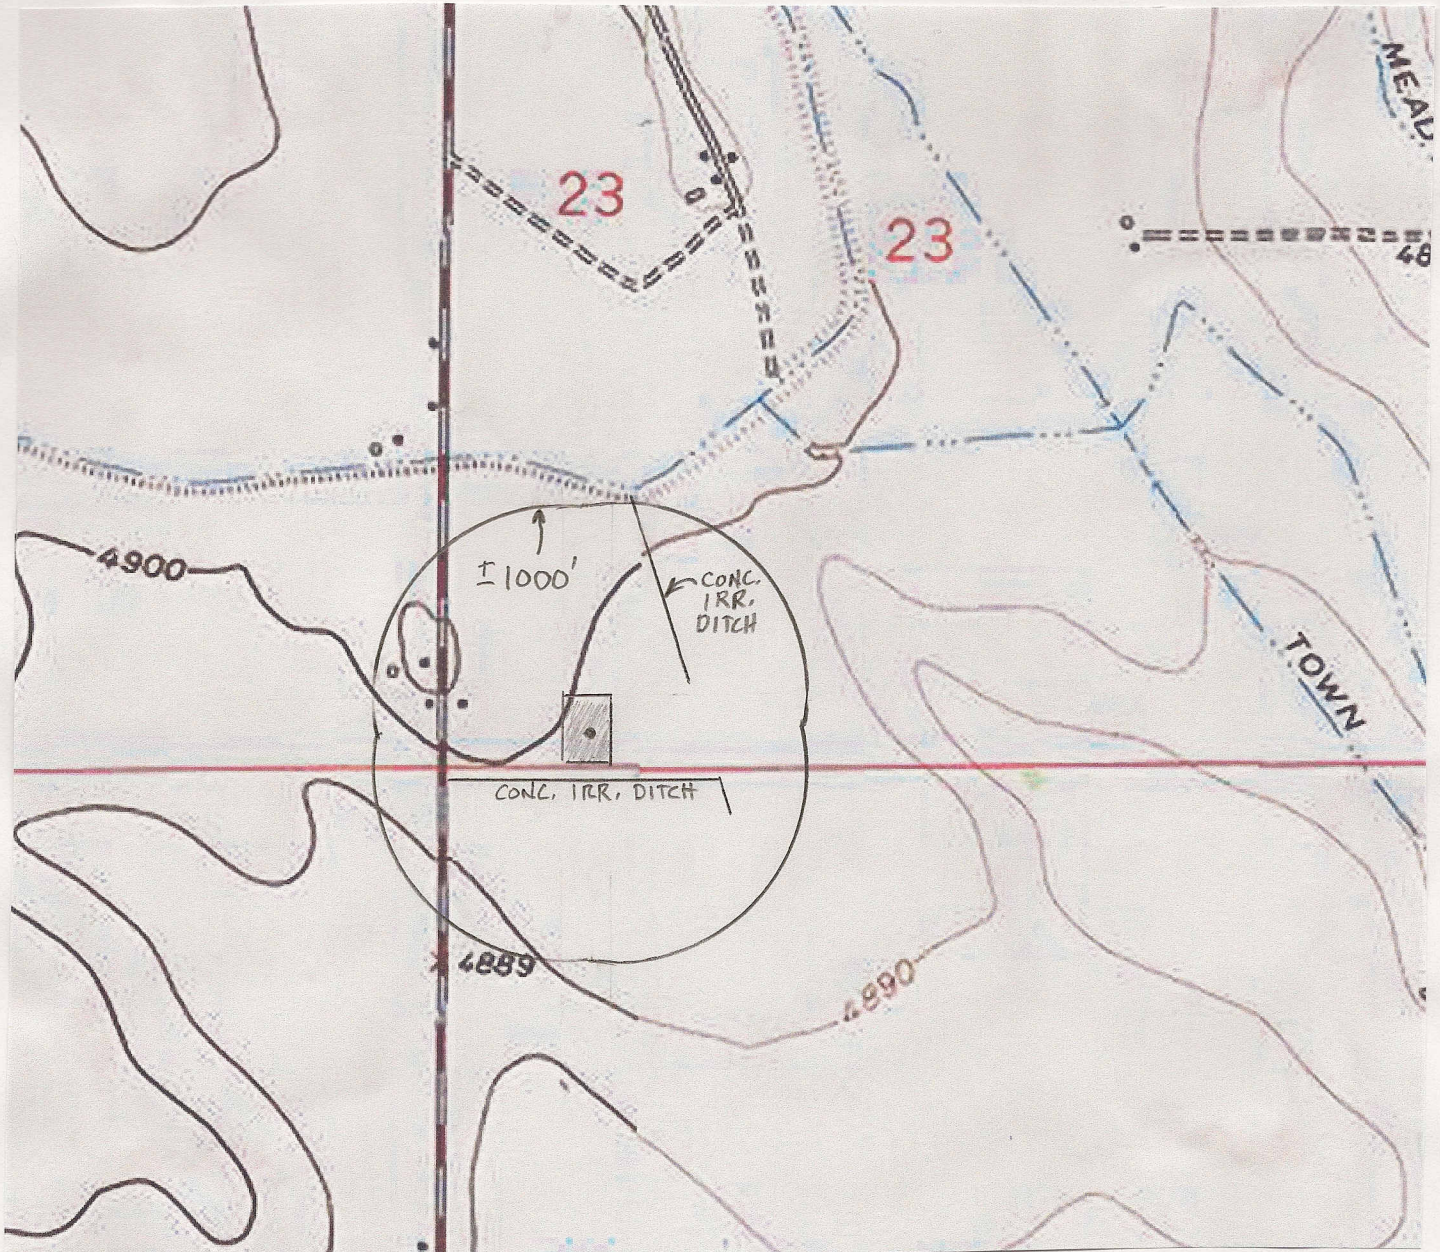 MEAD
23
23
48
4900
± 1000'
CONC.
IRR.
DITCH
TOWN
CONC. IRR. DITCH
4889
4890